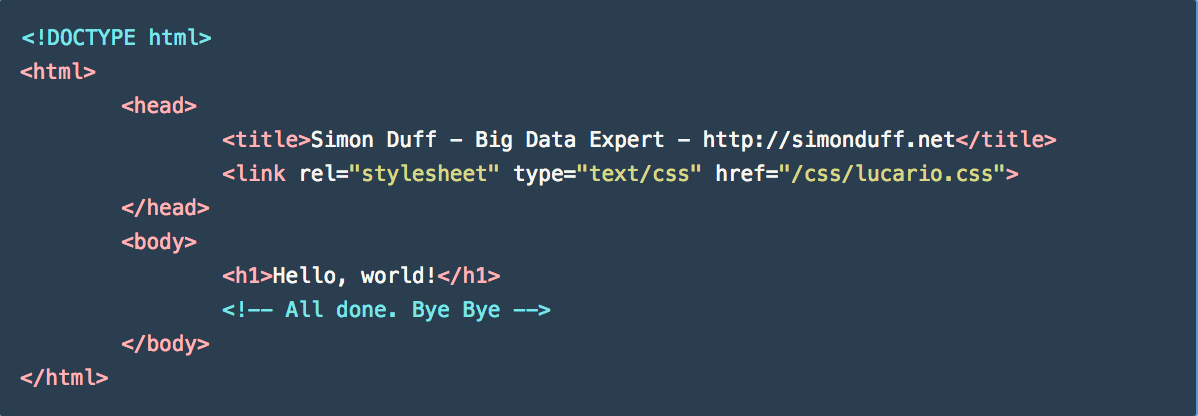 <!DOCTYPE html>
<html>
<head>
<title>Simon Duff - Big Data Expert - http://simonduff.net</title>
<link rel="stylesheet" type="text/css" href="/css/lucario.css">
</head>
<body>
<h1>Hello, world!</h1>
<!-- All done. Bye Bye -->
</body>
</html>